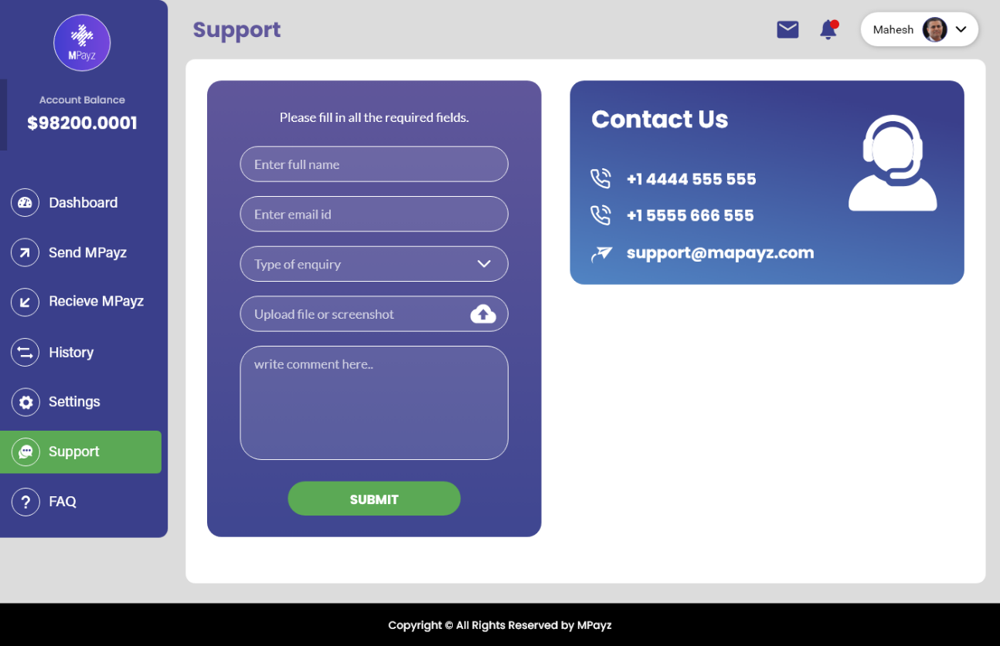 MPayz
Account Balance
$98200.0001
Dashboard
Send MPayz
Recieve MPayz
History
Settings
Support
FAQ
Support
Mahesh
Please fill in all the required fields.
Enter full name
Enter email id
Type of enquiry
Upload file or screenshot
write comment here..
SUBMIT
Contact Us
+1 4444 555 555
+1 5555 666 555
support@mapayz.com
Copyright © All Rights Reserved by MPayz